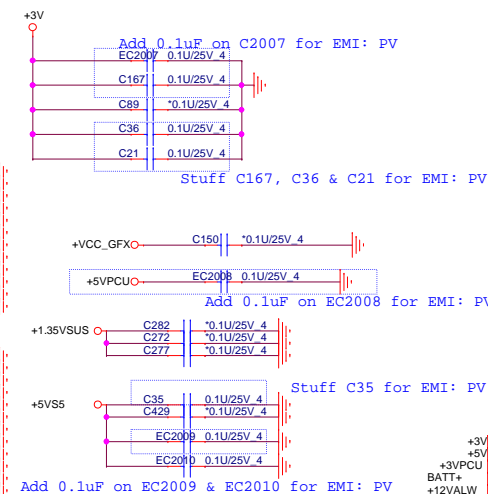 +3V
Add 0.1uF on C2007 for EMI: PV
EC2007 0.1U/25V_4
C167 0.1U/25V_4
C89 *0.1U/25V_4
C36 0.1U/25V_4
C21 0.1U/25V_4
Stuff C167, C36 & C21 for EMI: PV
+VCC_GFX C150 *0.1U/25V_4
+5VPCU EC2008 0.1U/25V_4
Add 0.1uF on EC2008 for EMI: PV
+1.35VSUS C282 *0.1U/25V_4
C272 *0.1U/25V_4
C277 *0.1U/25V_4
Stuff C35 for EMI: PV
+5VS5 C35 0.1U/25V_4
C429 *0.1U/25V_4
EC2009 0.1U/25V_4
EC2010 0.1U/25V_4
Add 0.1uF on EC2009 & EC2010 for EMI: PV
+3V
+5V
+3VPCU
BATT+
+12VALW